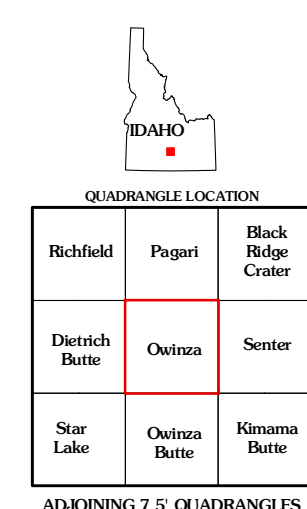 IDAHO
QUADRANGLE LOCATION
Richfield
Pagari
Black
Ridge
Crater
Dietrich
Butte
Owinza
Senter
Star
Lake
Owinza
Butte
Kimama
Butte
ADJOINING 7.5' QUADRANGLES